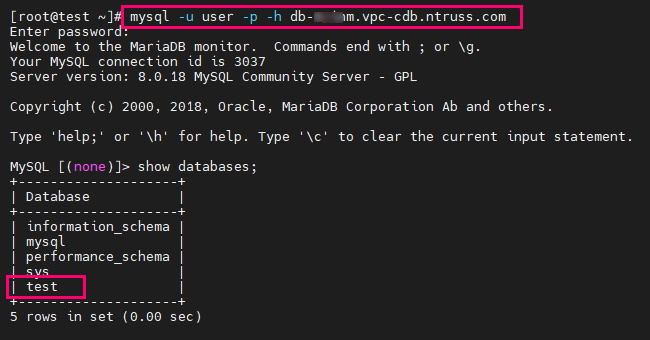 [root@test ~]# mysql -u user -p -h db- m.vpc-cdb.ntruss.com
Enter password:
Welcome to the MariaDB monitor.  Commands end with ; or \g.
Your MySQL connection id is 3037
Server version: 8.0.18 MySQL Community Server - GPL
Copyright (c) 2000, 2018, Oracle, MariaDB Corporation Ab and others.
Type 'help;' or '\h' for help. Type '\c' to clear the current input statement.
MySQL [(none)]> show databases;
+--------------------+
| Database           |
+--------------------+
| information_schema |
| mysql              |
| performance_schema |
| sys                |
| test               |
+--------------------+
5 rows in set (0.00 sec)